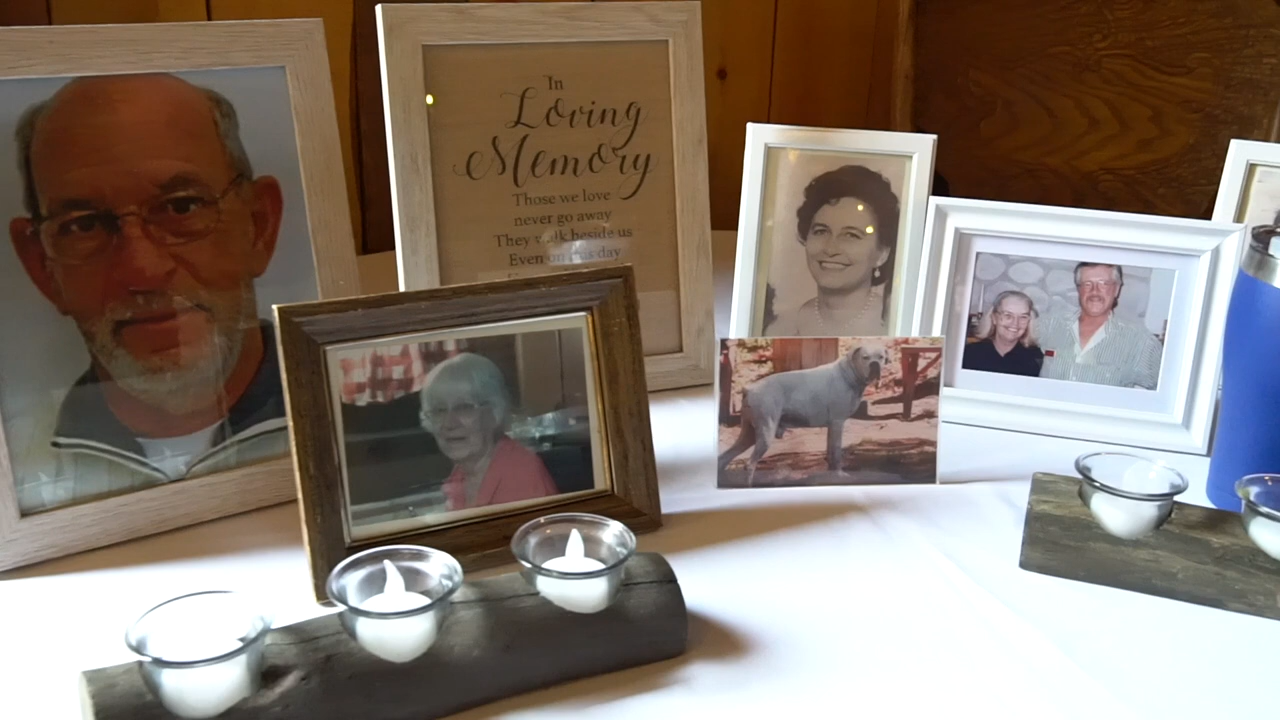 In
Loving
Memory
Those we love
never go away
They walk beside us
Even on this day